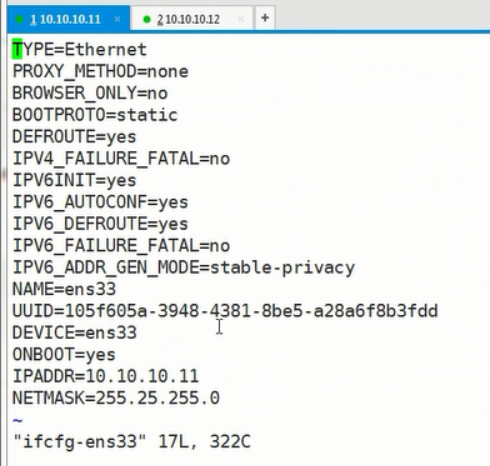 1 10.10.10.11 × 2 10.10.10.12 × +
TYPE=Ethernet
PROXY_METHOD=none
BROWSER_ONLY=no
BOOTPROTO=static
DEFROUTE=yes
IPV4_FAILURE_FATAL=no
IPV6INIT=yes
IPV6_AUTOCONF=yes
IPV6_DEFROUTE=yes
IPV6_FAILURE_FATAL=no
IPV6_ADDR_GEN_MODE=stable-privacy
NAME=ens33
UUID=105f605a-3948-4381-8be5-a28a6f8b3fdd
DEVICE=ens33
ONBOOT=yes
IPADDR=10.10.10.11
NETMASK=255.25.255.0
~
"ifcfg-ens33" 17L, 322C